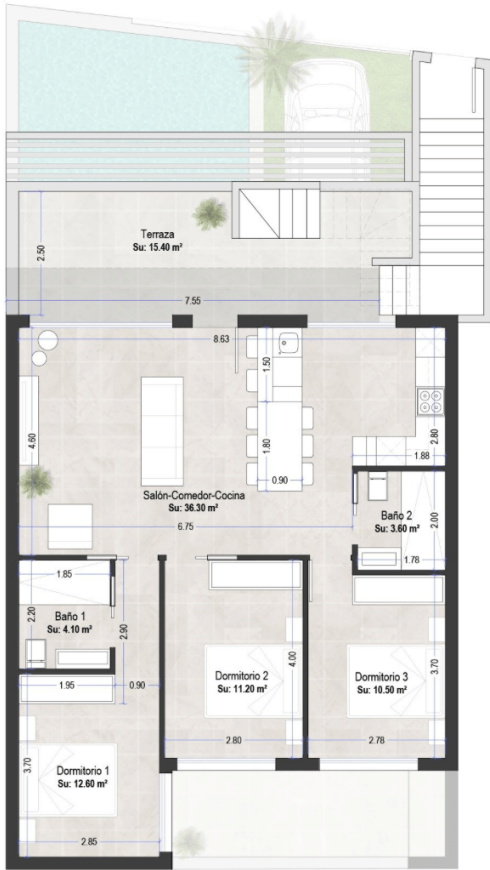 Terraza
Su: 15.40 m²
2.50
7.55
8.63
1.50
4.60
1.80
2.80
1.88
0.90
Salón-Comedor-Cocina
Su: 36.30 m²
6.75
Baño 2
Su: 3.60 m²
2.00
1.78
1.85
2.20
Baño 1
Su: 4.10 m²
2.90
4.00
1.95
0.90
Dormitorio 2
Su: 11.20 m²
Dormitorio 3
Su: 10.50 m²
3.70
2.80
2.78
3.70
Dormitorio 1
Su: 12.60 m²
2.85